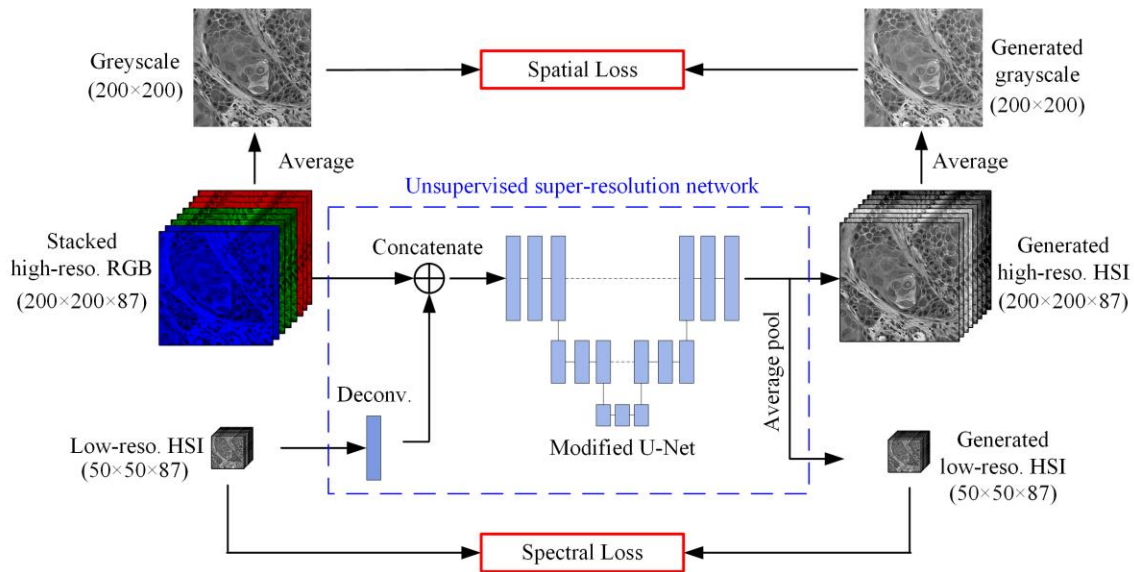 Greyscale
(200×200)
Spatial Loss
Generated
grayscale
(200×200)
Average
Average
Unsupervised super-resolution network
Stacked
high-reso. RGB
(200×200×87)
Concatenate
Generated
high-reso. HSI
(200×200×87)
Average pool
Deconv.
Modified U-Net
Low-reso. HSI
(50×50×87)
Generated
low-reso. HSI
(50×50×87)
Spectral Loss